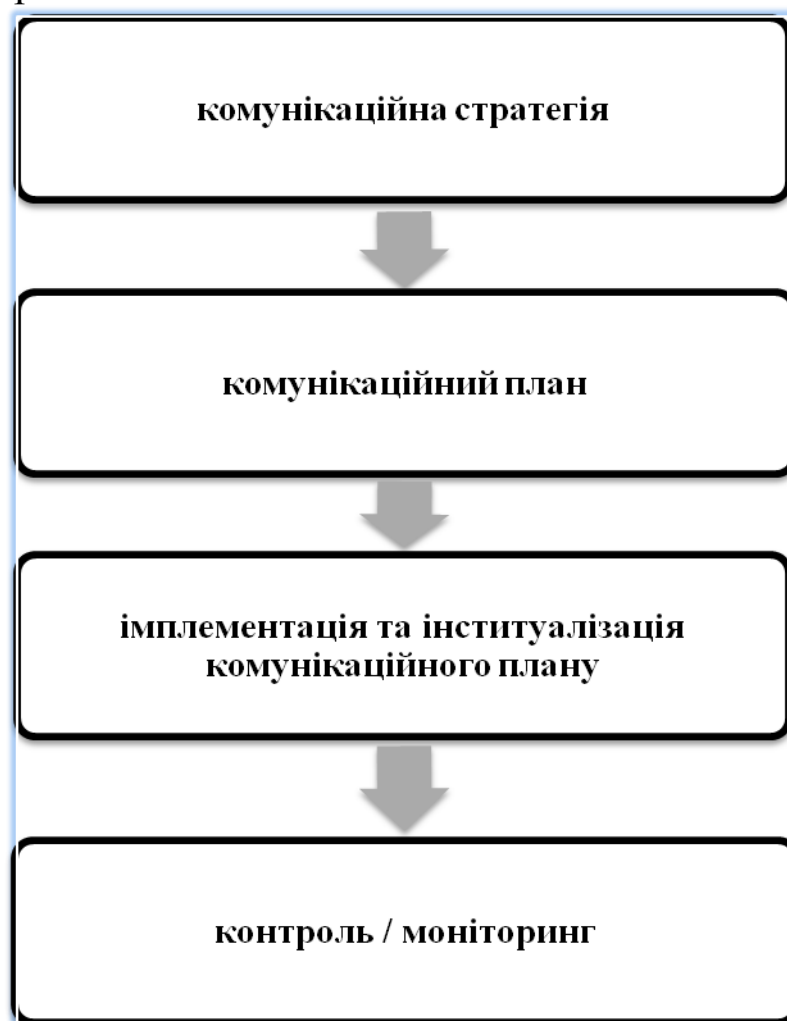 комунікаційна стратегія
комунікаційний план
імплементація та інституалізація
комунікаційного плану
контроль / моніторинг